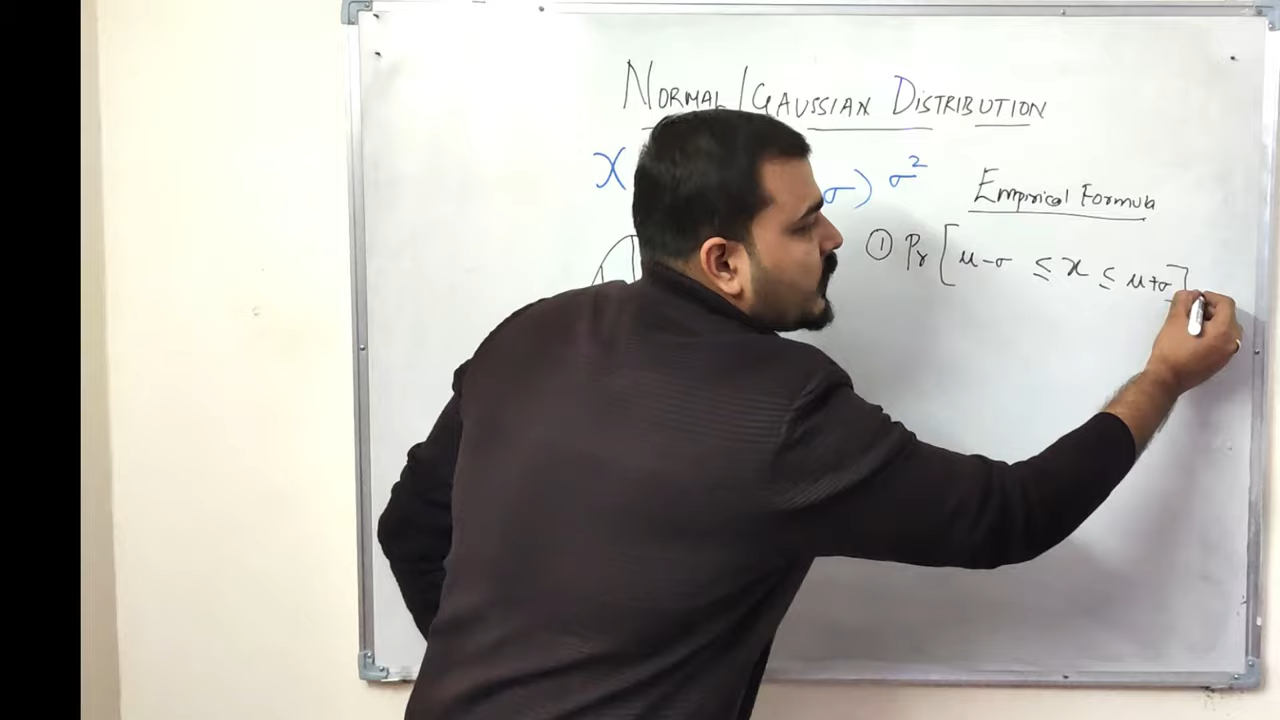 NORMAL/GAUSSIAN DISTRIBUTION
X σ) σ²
Empirical Formula
① Pr[μ-σ ≤ x ≤ μ+σ]